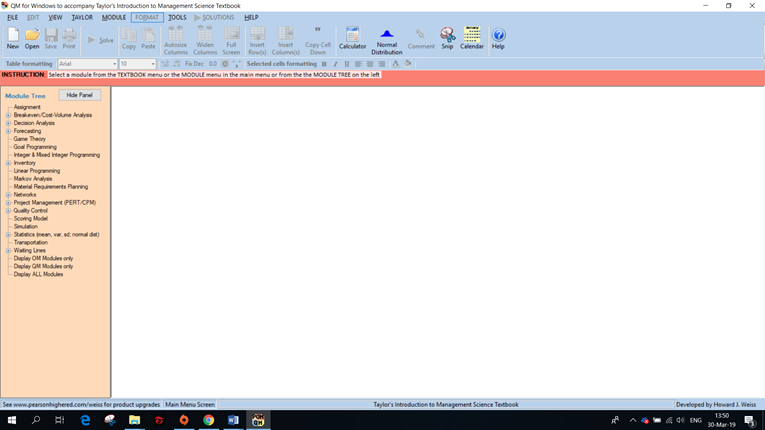 QM for Windows to accompany Taylor's Introduction to Management Science Textbook
FILE EDIT VIEW TAYLOR MODULE FORMAT TOOLS SOLUTIONS HELP
New Open Save Print Solve Copy Paste Autosize Columns Widen Columns Full Screen Insert Row(s) Insert Column(s) Copy Cell Down Calculator Normal Distribution Comment Snip Calendar Help
Table formatting Arial 10 Fix Dec 0.0 Selected cells formatting B I U
INSTRUCTION: Select a module from the TEXTBOOK menu or the MODULE menu in the main menu or from the the MODULE TREE on the left
Module Tree Hide Panel
Assignment
Breakeven/Cost-Volume Analysis
Decision Analysis
Forecasting
Game Theory
Goal Programming
Integer & Mixed Integer Programming
Inventory
Linear Programming
Markov Analysis
Material Requirements Planning
Networks
Project Management (PERT/CPM)
Quality Control
Scoring Model
Simulation
Statistics (mean, var, sd; normal dist)
Transportation
Waiting Lines
Display OM Modules only
Display QM Modules only
Display ALL Modules
See www.pearsonhighered.com/weiss for product upgrades Main Menu Screen Taylor's Introduction to Management Science Textbook Developed by Howard J. Weiss
ENG 13:50
30-Mar-19